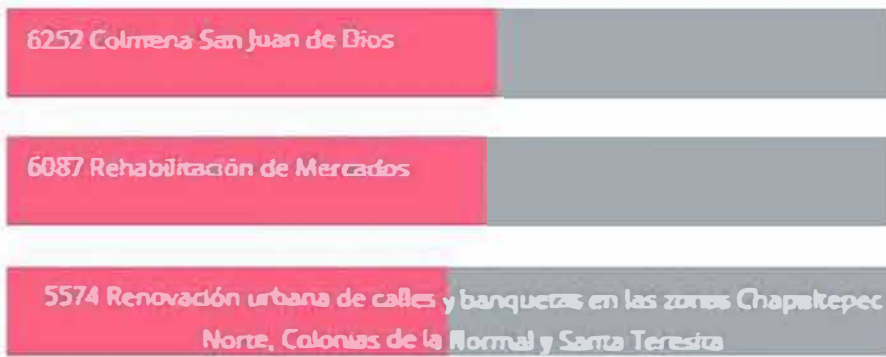 6252 Colmena San Juan de Dios
6087 Rehabilitación de Mercados
5574 Renovación urbana de calles y banquetas en las zonas Chapultepec
Norte, Colonias de la Normal y Santa Teresita